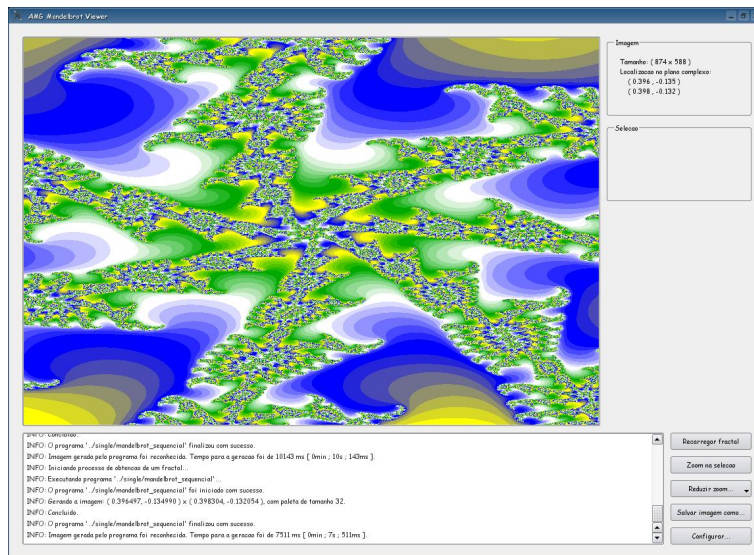 AMG Mandelbrot Viewer
Imagem
Tamanho: ( 874 x 588 )
Localizacao no plano complexo:
( 0.396 , -0.135 )
( 0.398 , -0.132 )
Selecao
INFO: Concluido.
INFO: O programa '../single/mandelbrot_sequencial' finalizou com sucesso.
INFO: Imagem gerada pelo programa foi reconhecida. Tempo para a geracao foi de 10143 ms [ 0min ; 10s ; 143ms ].
INFO: Iniciando processo de obtencao de um fractal...
INFO: Executando programa '../single/mandelbrot_sequencial'...
INFO: O programa '../single/mandelbrot_sequencial' foi iniciado com sucesso.
INFO: Gerando a imagem: ( 0.396497, -0.134990 ) x ( 0.398304, -0.132054 ), com paleta de tamanho 32.
INFO: Concluido.
INFO: O programa '../single/mandelbrot_sequencial' finalizou com sucesso.
INFO: Imagem gerada pelo programa foi reconhecida. Tempo para a geracao foi de 7511 ms [ 0min ; 7s ; 511ms ].
Recarregar fractal
Zoom na selecao
Reduzir zoom...
Salvar imagem como...
Configurar...